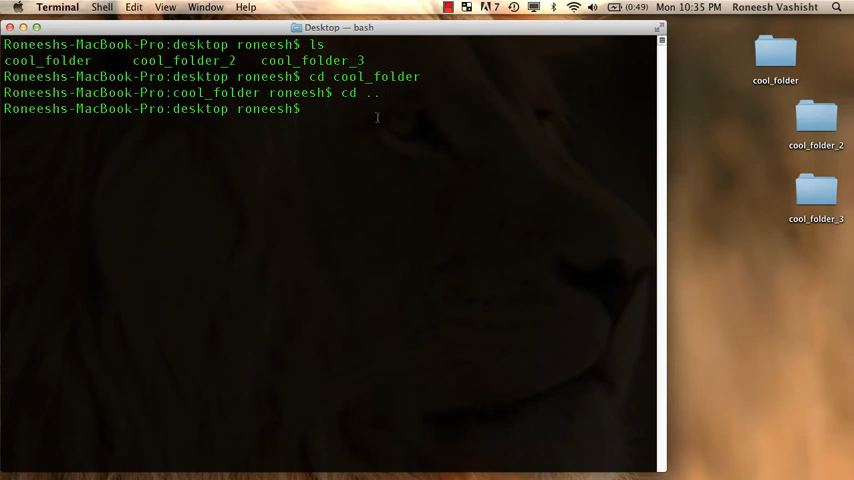 Terminal Shell Edit View Window Help 7 (0:49) Mon 10:35 PM Roneesh Vashisht
Desktop — bash
Roneeshs-MacBook-Pro:desktop roneesh$ ls
cool_folder cool_folder_2 cool_folder_3
Roneeshs-MacBook-Pro:desktop roneesh$ cd cool_folder
Roneeshs-MacBook-Pro:cool_folder roneesh$ cd ..
Roneeshs-MacBook-Pro:desktop roneesh$
cool_folder
cool_folder_2
cool_folder_3